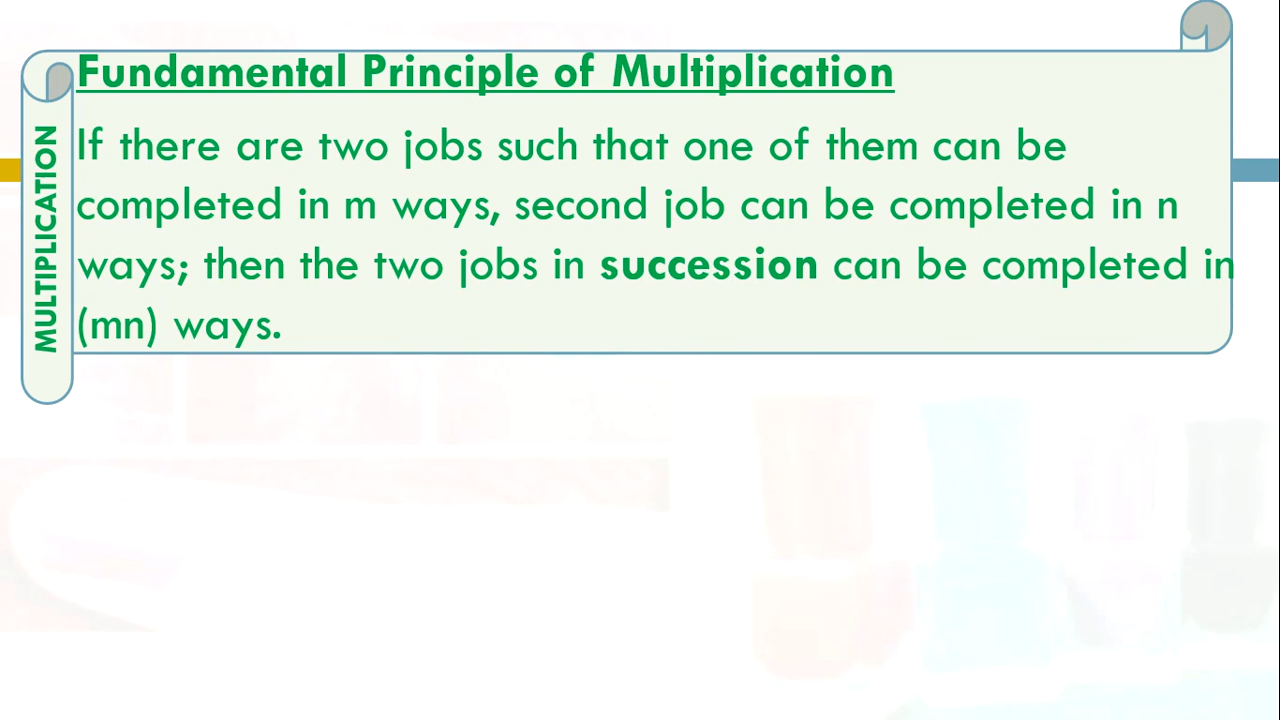 Fundamental Principle of Multiplication
MULTIPLICATION
If there are two jobs such that one of them can be
completed in m ways, second job can be completed in n
ways; then the two jobs in succession can be completed in
(mn) ways.